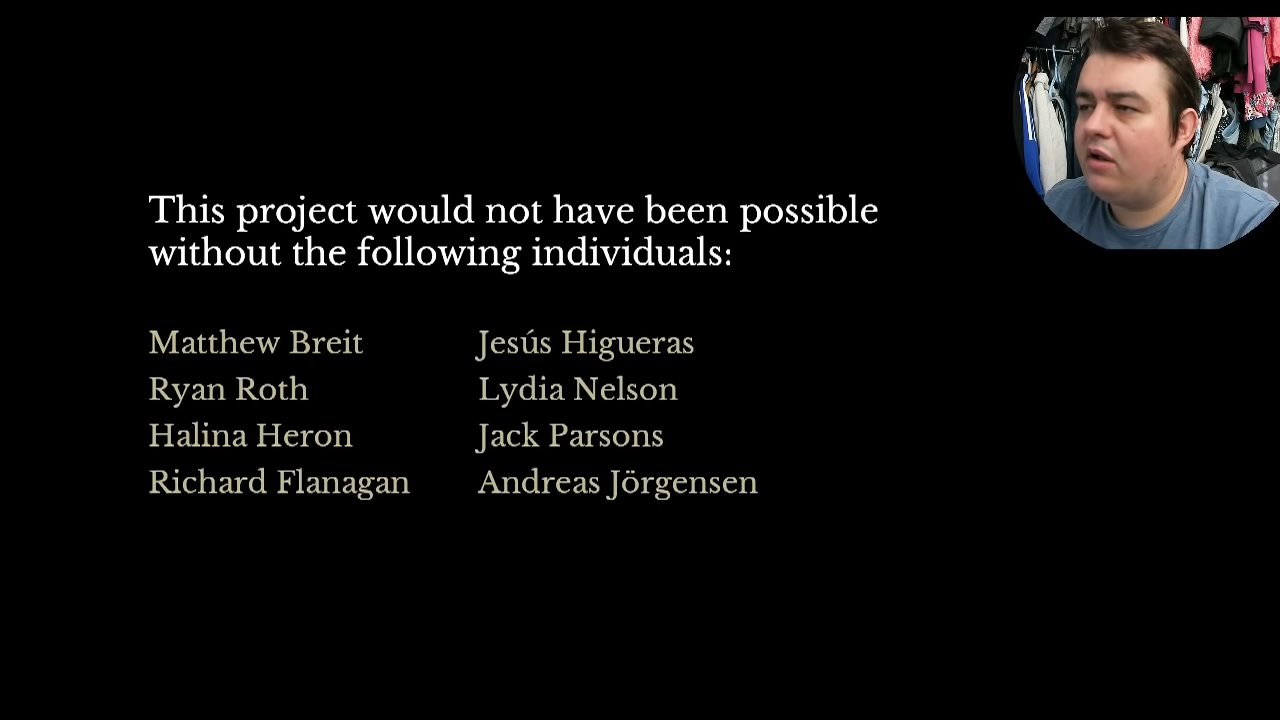 This project would not have been possible
without the following individuals:
Matthew Breit
Jesús Higueras
Ryan Roth
Lydia Nelson
Halina Heron
Jack Parsons
Richard Flanagan
Andreas Jörgensen